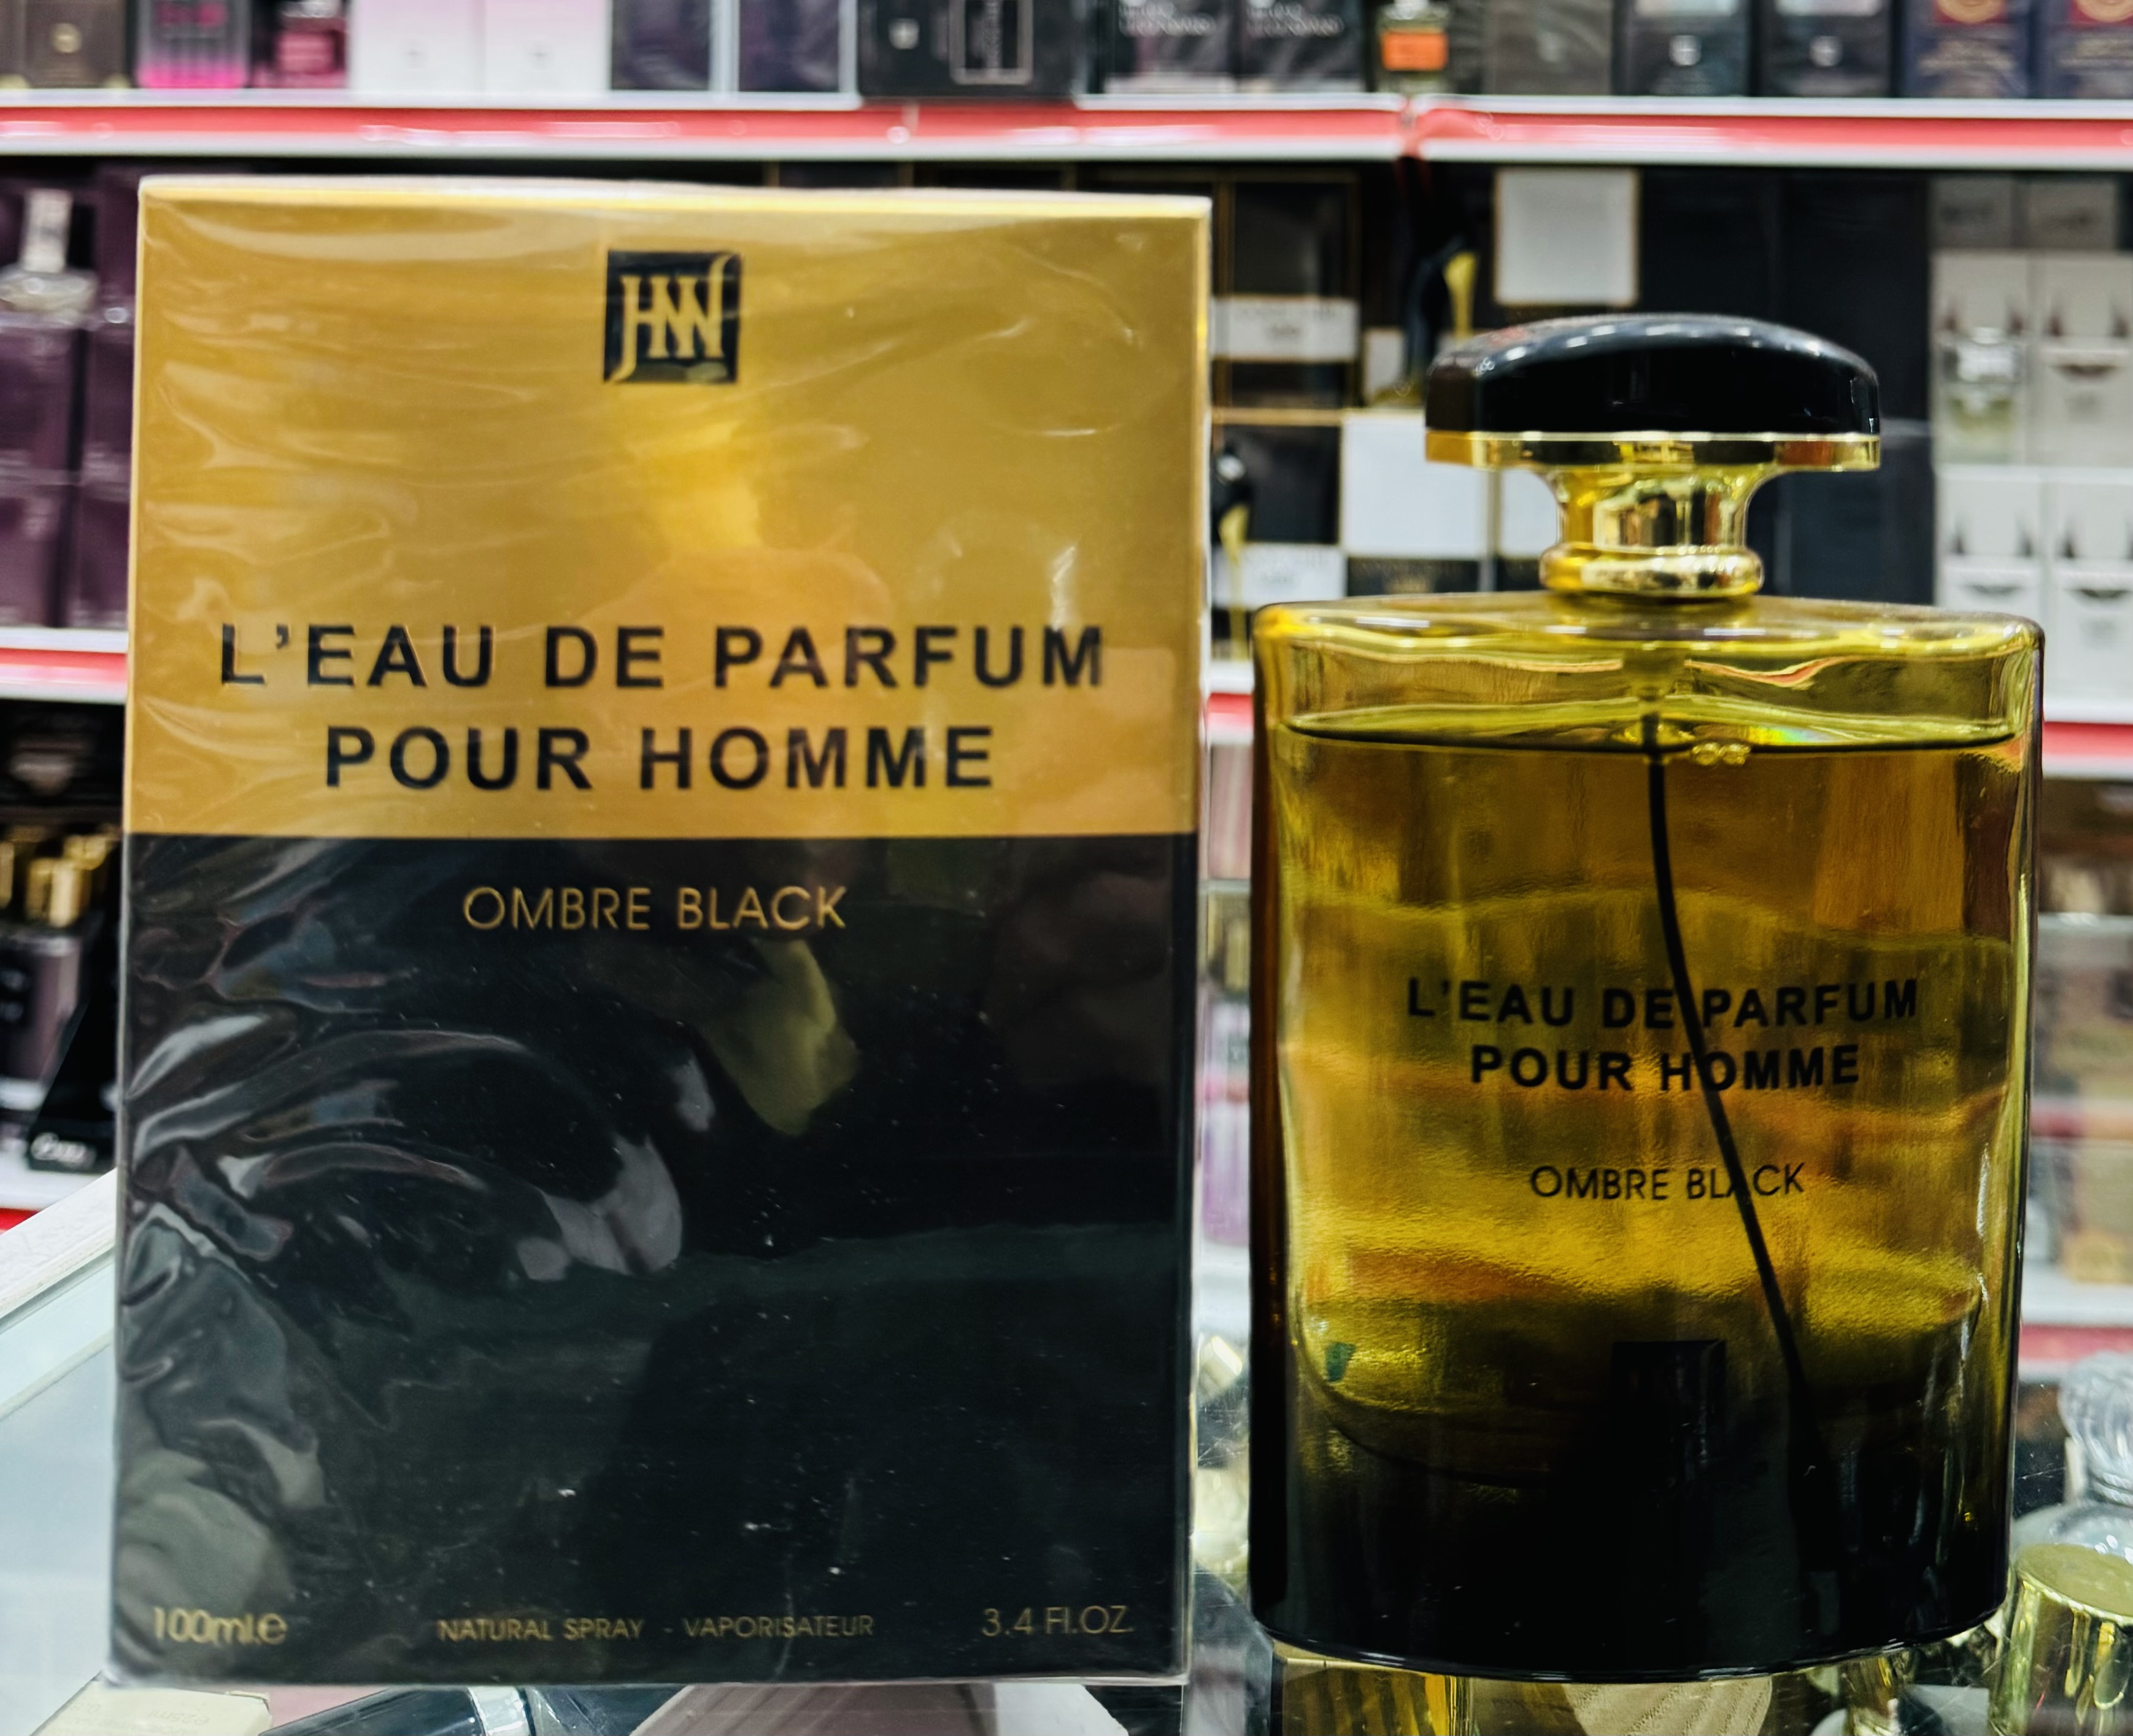 JHW
L'EAU DE PARFUM
POUR HOMME
OMBRE BLACK
100ml.e
NATURAL SPRAY - VAPORISATEUR
3.4 Fl.OZ.
L'EAU DE PARFUM
POUR HOMME
OMBRE BLACK